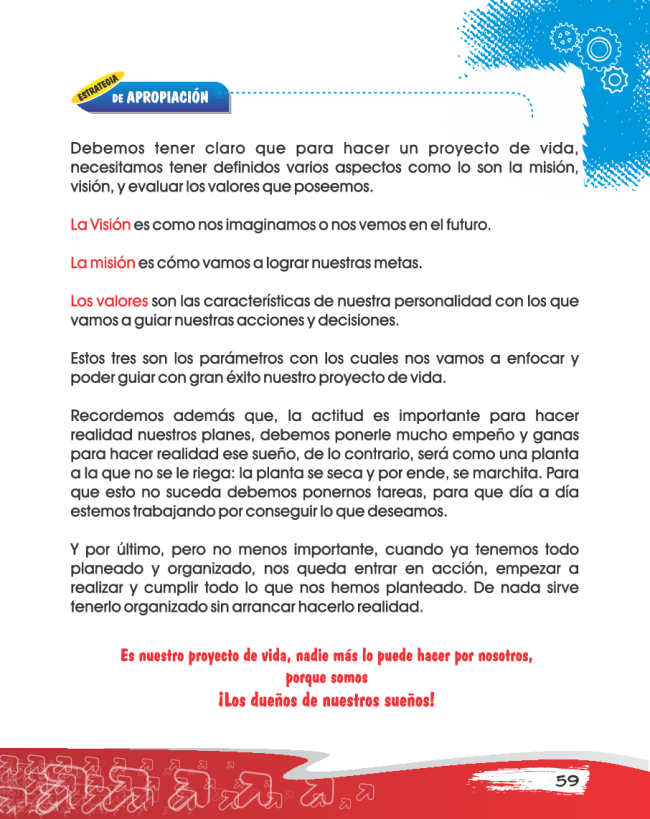 ESTRATEGIA
DE APROPIACIÓN
Debemos tener claro que para hacer un proyecto de vida,
necesitamos tener definidos varios aspectos como lo son la misión,
visión, y evaluar los valores que poseemos.
La Visión es como nos imaginamos o nos vemos en el futuro.
La misión es cómo vamos a lograr nuestras metas.
Los valores son las características de nuestra personalidad con los que
vamos a guiar nuestras acciones y decisiones.
Estos tres son los parámetros con los cuales nos vamos a enfocar y
poder guiar con gran éxito nuestro proyecto de vida.
Recordemos además que, la actitud es importante para hacer
realidad nuestros planes, debemos ponerle mucho empeño y ganas
para hacer realidad ese sueño, de lo contrario, será como una planta
a la que no se le riega: la planta se seca y por ende, se marchita. Para
que esto no suceda debemos ponernos tareas, para que día a día
estemos trabajando por conseguir lo que deseamos.
Y por último, pero no menos importante, cuando ya tenemos todo
planeado y organizado, nos queda entrar en acción, empezar a
realizar y cumplir todo lo que nos hemos planteado. De nada sirve
tenerlo organizado sin arrancar hacerlo realidad.
Es nuestro proyecto de vida, nadie más lo puede hacer por nosotros,
porque somos
¡Los dueños de nuestros sueños!
59